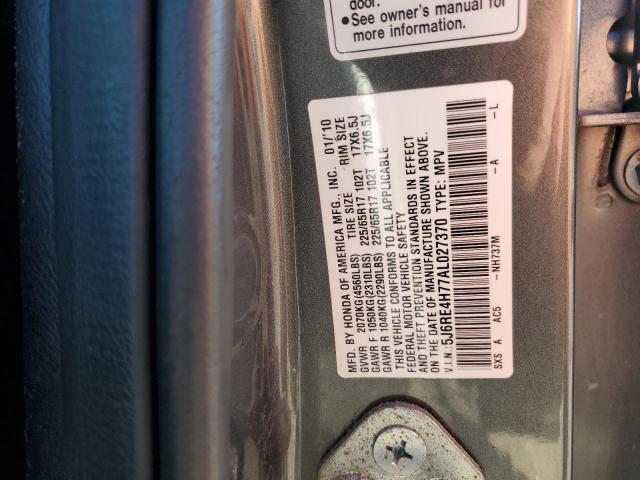 door.
●See owner's manual for
more information.
MFD. BY HONDA OF AMERICA MFG., INC. 01/'10
TIRE SIZE RIM SIZE
GVWR 2070KG(4560LBS)
GAWR F 1050KG(2310LBS) 225/65R17 102T 17X6.5J
GAWR R 1040KG(2290LBS) 225/65R17 102T 17X6.5J
THIS VEHICLE CONFORMS TO ALL APPLICABLE
FEDERAL MOTOR VEHICLE SAFETY
AND THEFT PREVENTION STANDARDS IN EFFECT
ON THE DATE OF MANUFACTURE SHOWN ABOVE.
V.I.N.: 5J6RE4H77AL027370 TYPE: MPV
SXS A AC5 -NH737M -A -L